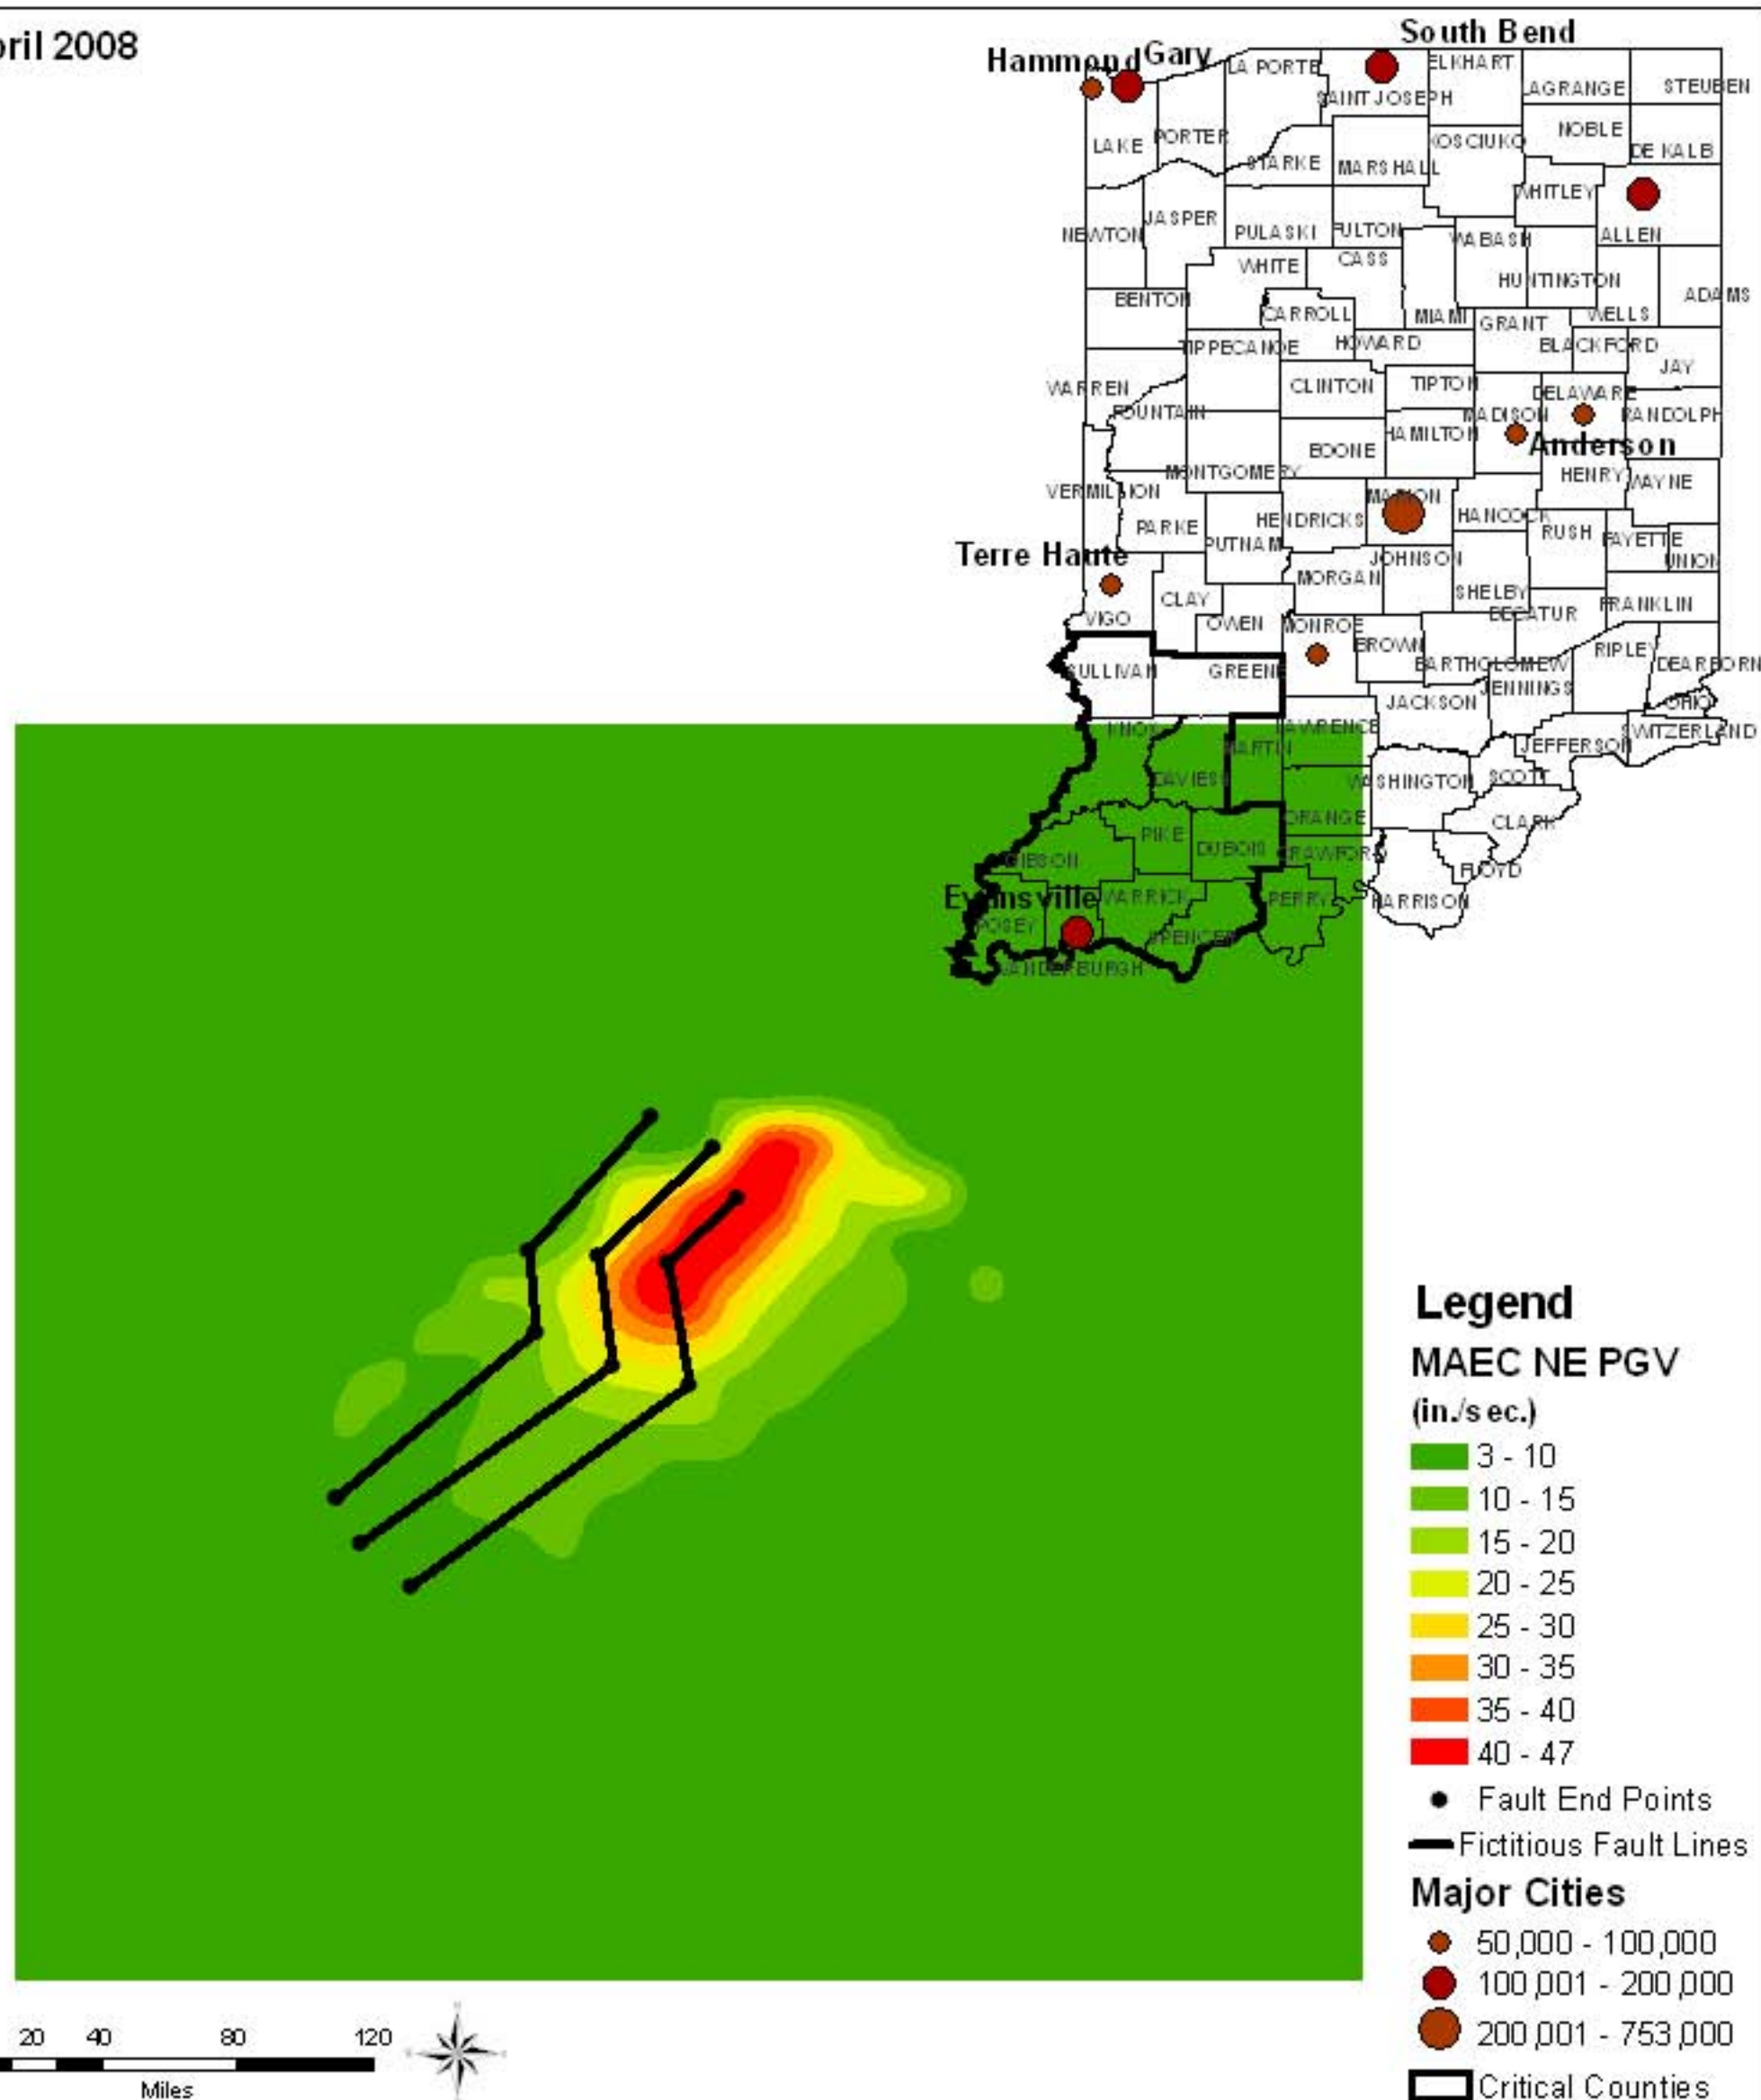 pril 2008
South Bend
Hammond
Gary
LA PORTE
ELKHART
LAGRANGE
STEUBEN
SAINT JOSEPH
LAKE
PORTER
STARKE
MARSHALL
KOSCIUKO
NOBLE
DE KALB
WHITLEY
NEWTON
JASPER
PULASKI
FULTON
WABASH
ALLEN
WHITE
CASS
HUNTINGTON
ADAMS
BENTON
CARROLL
MIAMI
GRANT
WELLS
TIPPECANOE
HOWARD
BLACKFORD
JAY
WARREN
CLINTON
TIPTON
DELAWARE
FOUNTAIN
MADISON
RANDOLPH
HAMILTON
Anderson
BOONE
MONTGOMERY
HENRY
WAYNE
VERMILLION
MARION
PARKE
HENDRICKS
HANCOCK
RUSH
FAYETTE
PUTNAM
Terre Haute
JOHNSON
UNION
MORGAN
CLAY
SHELBY
DECATUR
FRANKLIN
VIGO
OWEN
MONROE
BROWN
RIPLEY
SULLIVAN
GREENE
BARTHOLOMEW
DEARBORN
JENNINGS
JACKSON
OHIO
KNOX
LAWRENCE
SWITZERLAND
MARTIN
JEFFERSON
DAVIESS
WASHINGTON
SCOTT
ORANGE
CLARK
PIKE
DUBOIS
CRAWFORD
GIBSON
FLOYD
Evansville
WARRICK
PERRY
HARRISON
POSEY
SPENCER
VANDERBURGH
Legend
MAEC NE PGV
(in./sec.)
3 - 10
10 - 15
15 - 20
20 - 25
25 - 30
30 - 35
35 - 40
40 - 47
Fault End Points
Fictitious Fault Lines
Major Cities
50,000 - 100,000
100,001 - 200,000
200,001 - 753,000
Critical Counties
20 40 80 120
Miles